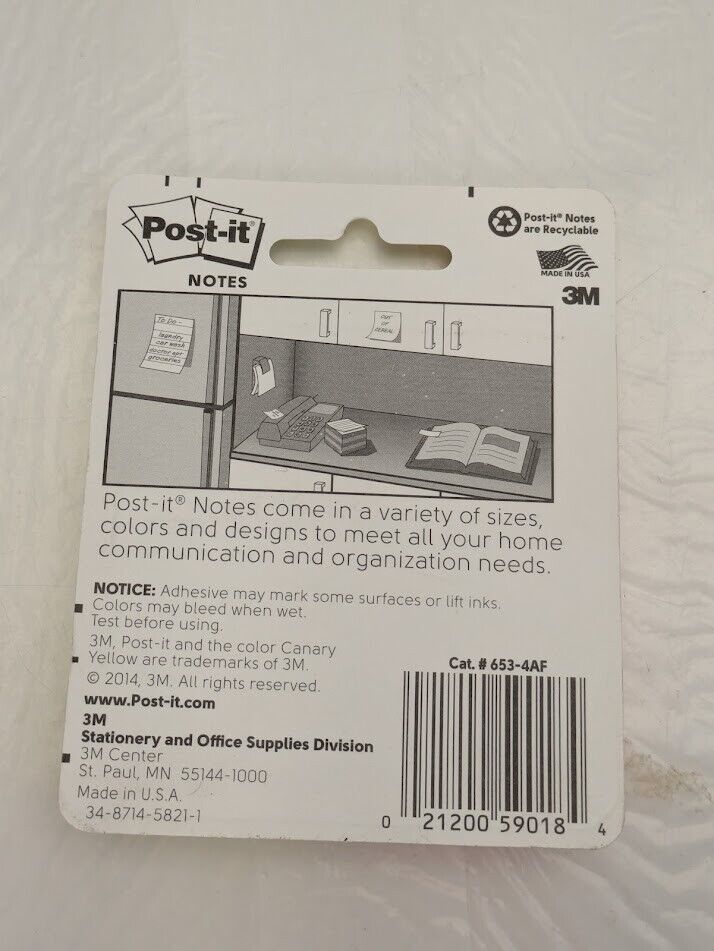 Post-it®
NOTES
Post-it® Notes
are Recyclable
MADE IN USA
3M
To Do -
laundry
car wash
doctor apt
groceries
OUT
OF
CEREAL
Post-it® Notes come in a variety of sizes,
colors and designs to meet all your home
communication and organization needs.
NOTICE: Adhesive may mark some surfaces or lift inks.
Colors may bleed when wet.
Test before using.
3M, Post-it and the color Canary
Yellow are trademarks of 3M.
© 2014, 3M. All rights reserved.
www.Post-it.com
3M
Stationery and Office Supplies Division
3M Center
St. Paul, MN 55144-1000
Made in U.S.A.
34-8714-5821-1
Cat. # 653-4AF
0 21200 59018 4